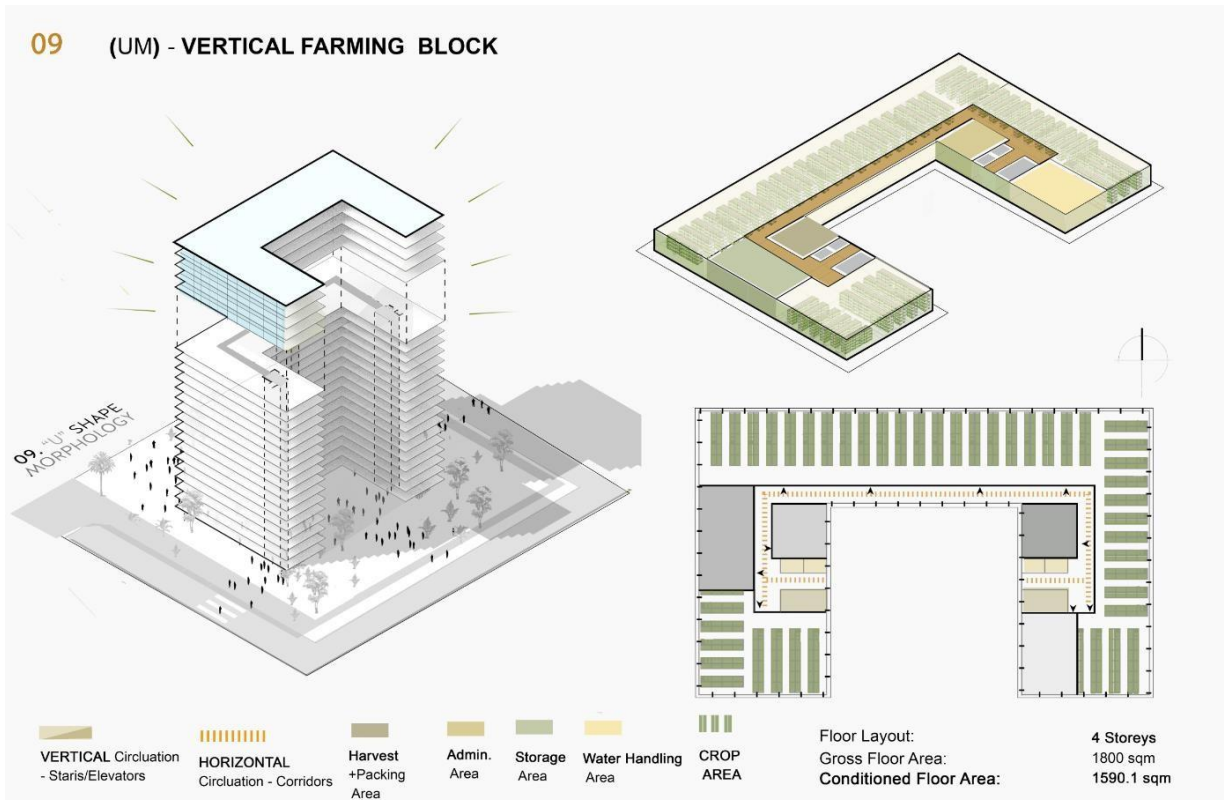 09 (UM) - VERTICAL FARMING BLOCK
09. "U" SHAPE
MORPHOLOGY
VERTICAL Circluation
- Staris/Elevators
HORIZONTAL
Circluation - Corridors
Harvest
+Packing
Area
Admin.
Area
Storage
Area
Water Handling
Area
CROP
AREA
Floor Layout: 4 Storeys
Gross Floor Area: 1800 sqm
Conditioned Floor Area: 1590.1 sqm